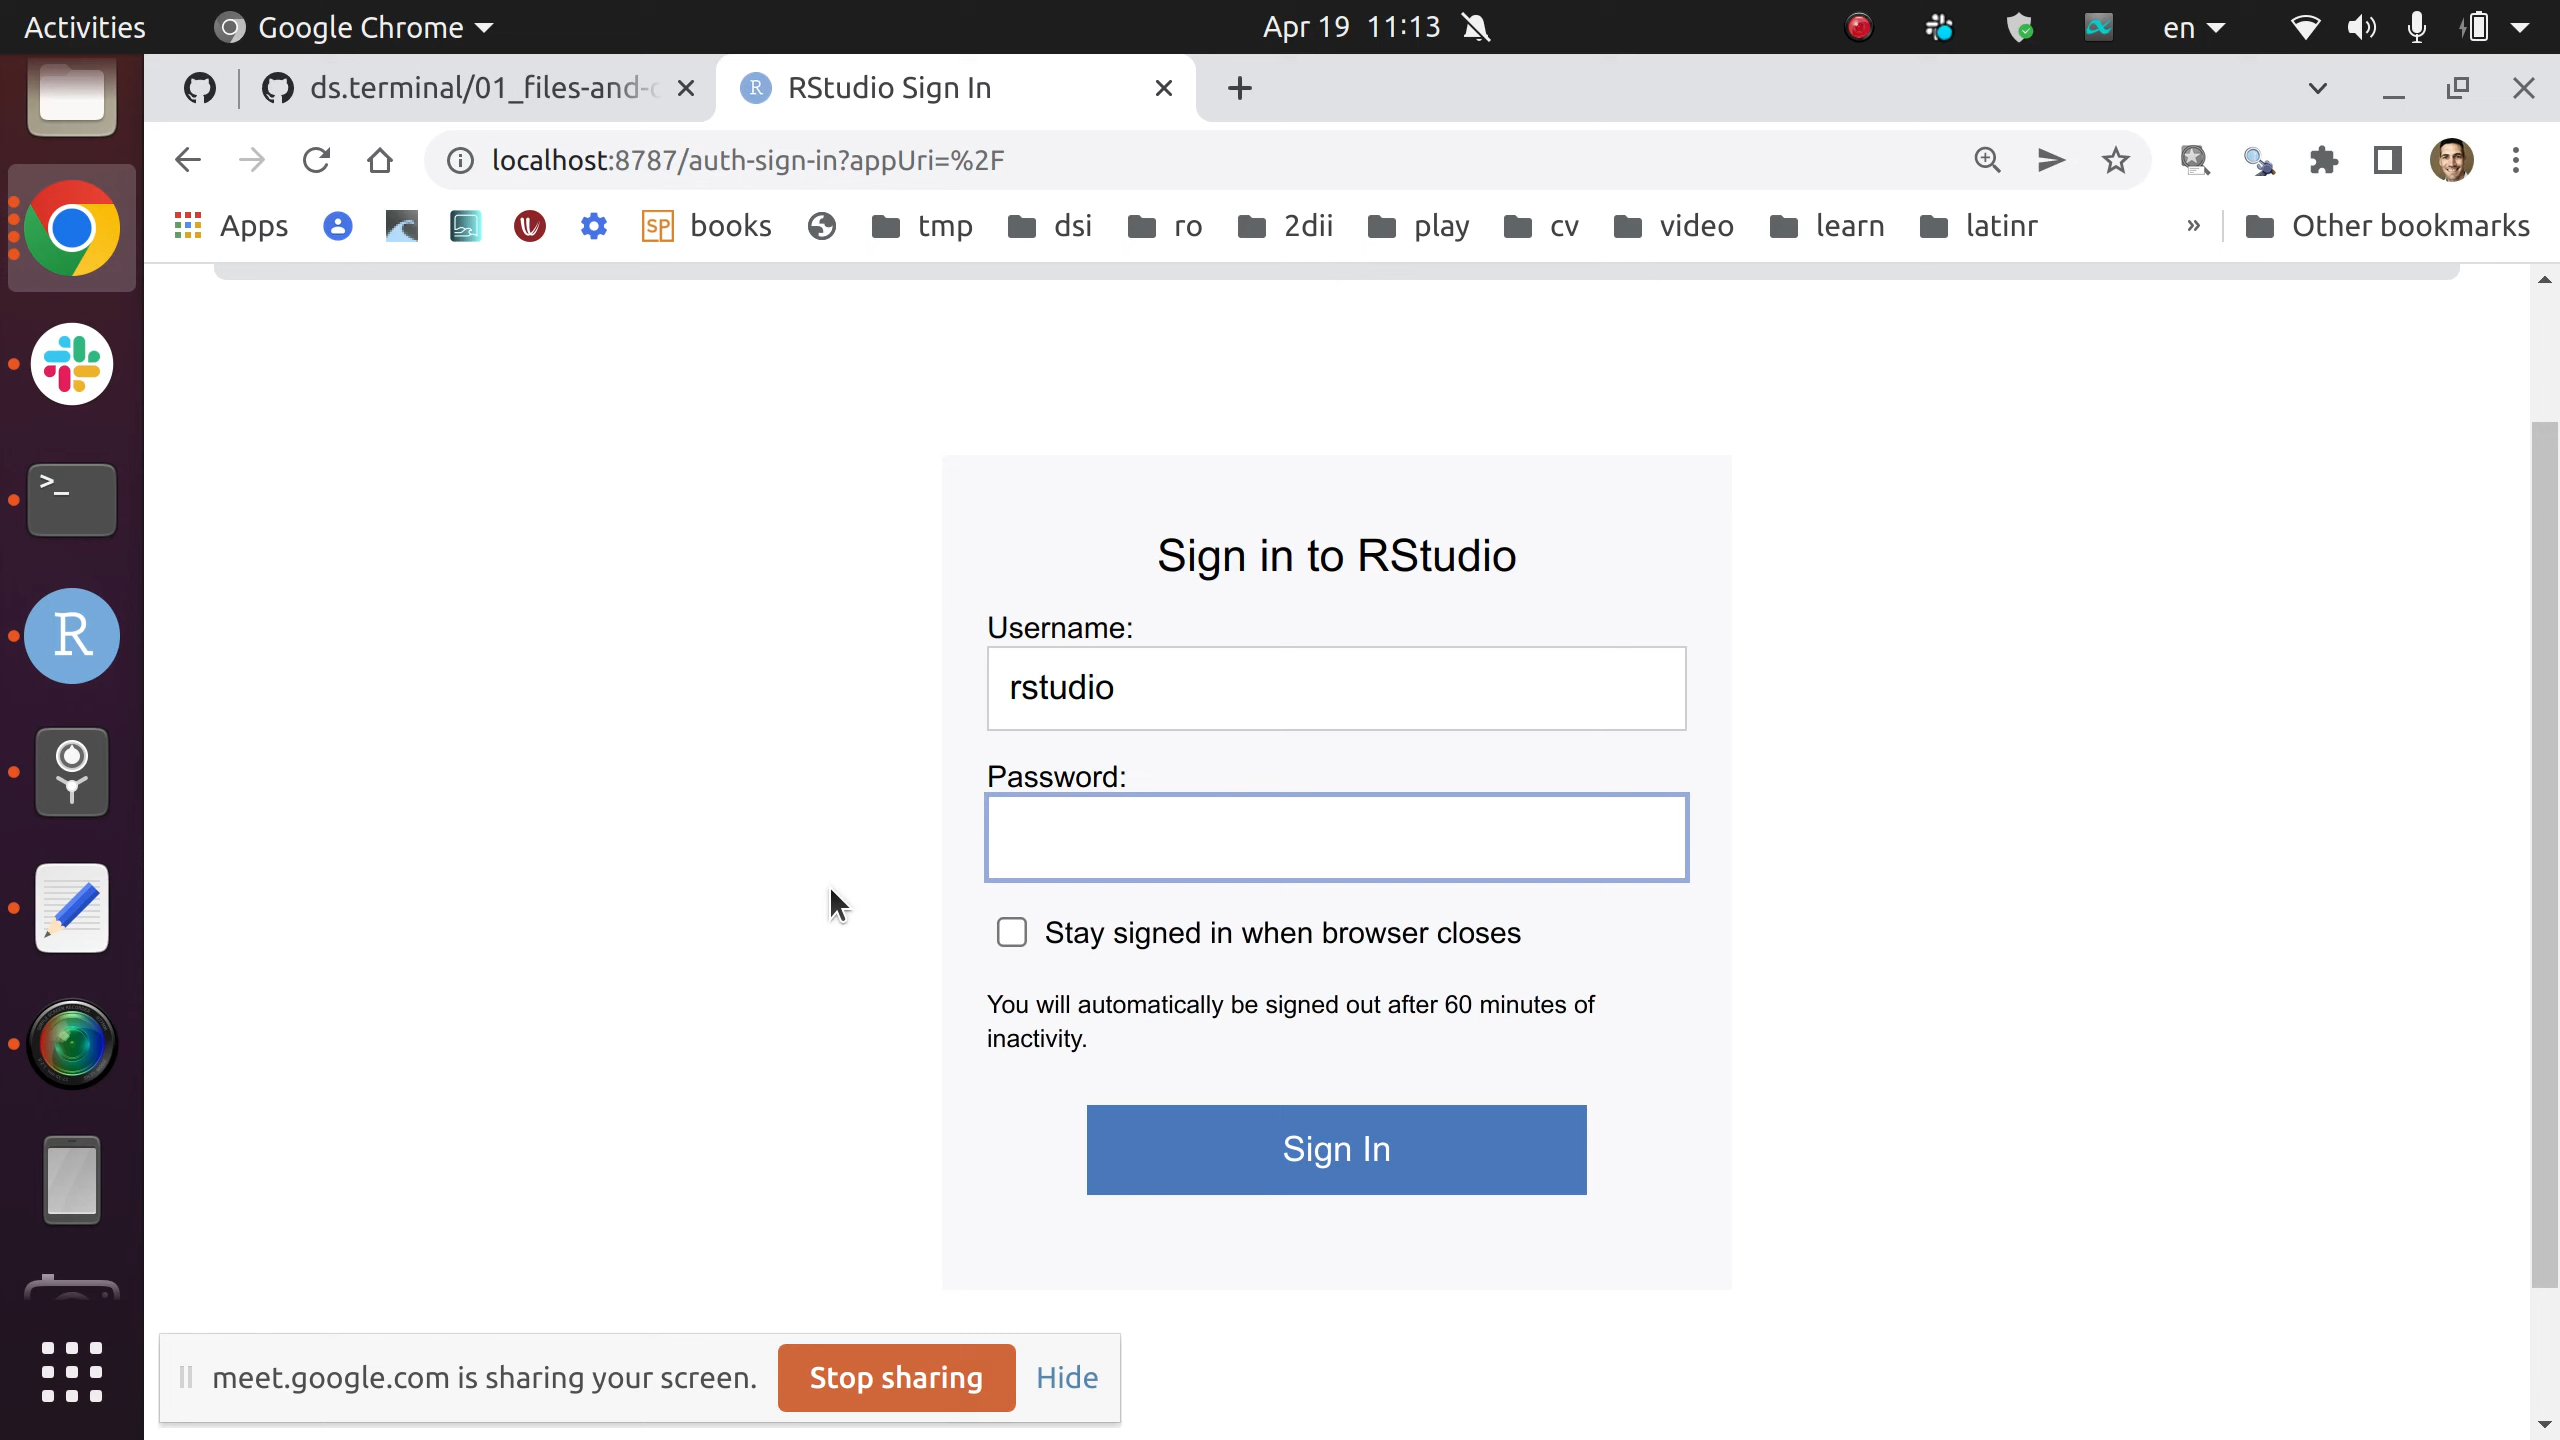 Activities
Google Chrome
Apr 19 11:13
en
ds.terminal/01_files-and-
RStudio Sign In
localhost:8787/auth-sign-in?appUri=%2F
Apps
SP
books
tmp
dsi
ro
2dii
play
cv
video
learn
latinr
»
Other bookmarks
Sign in to RStudio
Username:
rstudio
Password:
Stay signed in when browser closes
You will automatically be signed out after 60 minutes of
inactivity.
Sign In
>_
R
meet.google.com is sharing your screen.
Stop sharing
Hide